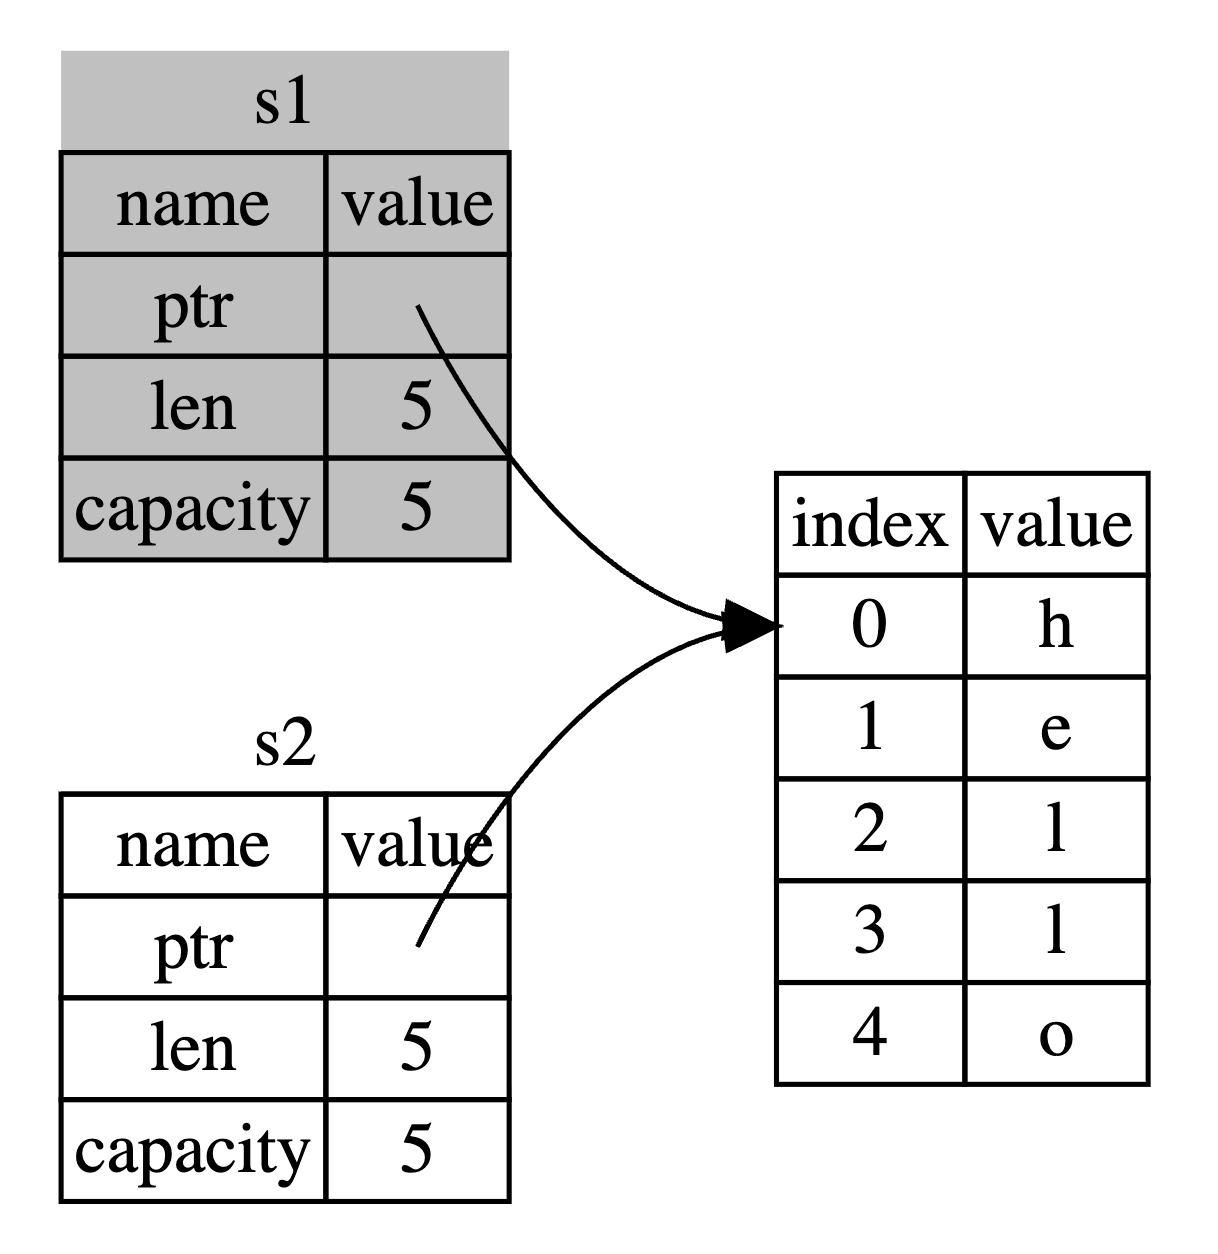 s1
name value
ptr
len 5
capacity 5
s2
name value
ptr
len 5
capacity 5
index value
0 h
1 e
2 l
3 l
4 o